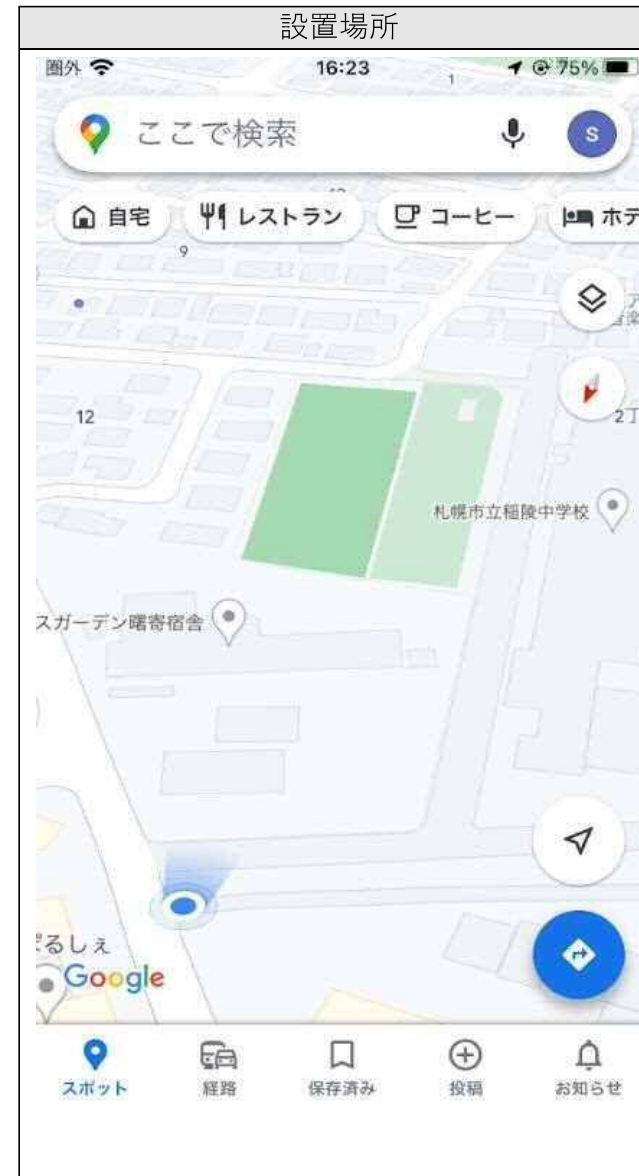 設置場所
圏外 16:23 75%
1
ここで検索 S
自宅 レストラン コーヒー ホテ
9
12
2丁
札幌市立稲陵中学校
スガーデン曙寄宿舎
ぽるしぇ
Google
スポット 経路 保存済み 投稿 お知らせ